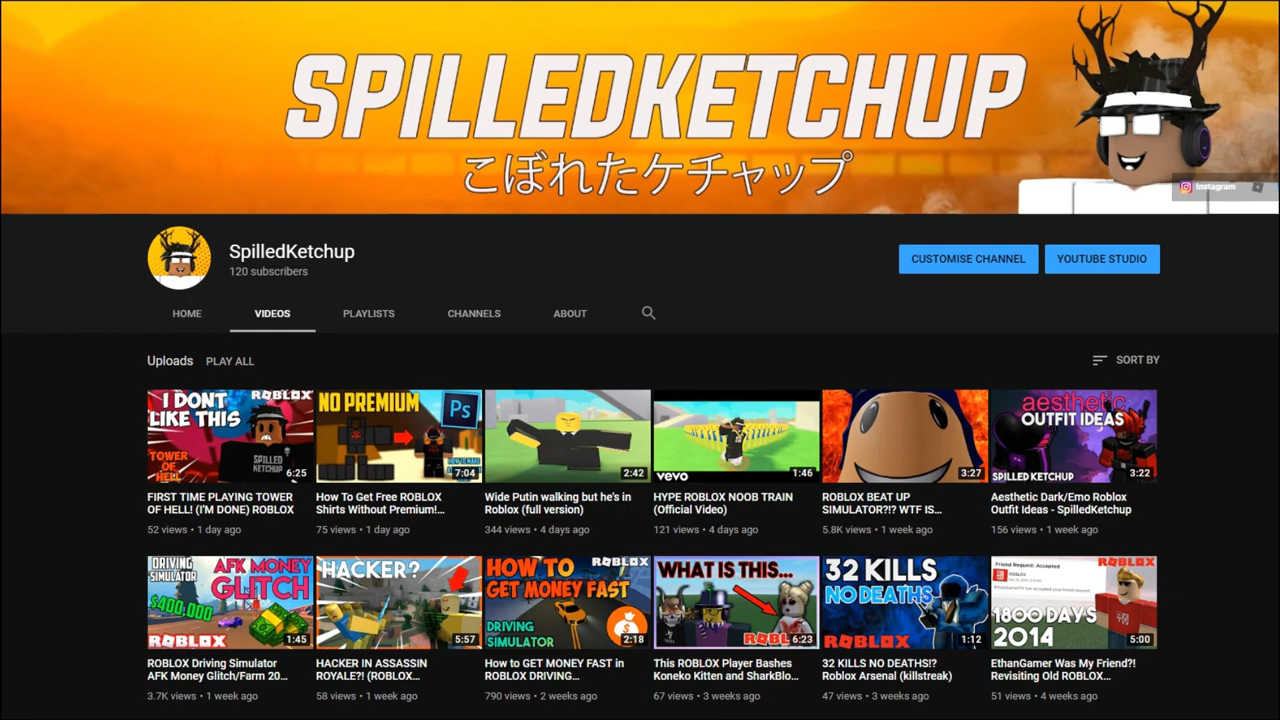 SPILLEDKETCHUP
こぼれたケチャップ
Instagram
SpilledKetchup
120 subscribers
CUSTOMISE CHANNEL
YOUTUBE STUDIO
HOME
VIDEOS
PLAYLISTS
CHANNELS
ABOUT
Uploads
PLAY ALL
SORT BY
I DONT
LIKE THIS
ROBLOX
TOWER
OF HELL
SPILLED
KETCHUP
6:25
NO PREMIUM
Ps
7:04
2:42
vevo
1:46
3:27
aesthetic
OUTFIT IDEAS
SPILLED KETCHUP
3:22
FIRST TIME PLAYING TOWER
OF HELL! (I'M DONE) ROBLOX
52 views • 1 day ago
How To Get Free ROBLOX
Shirts Without Premium!...
75 views • 1 day ago
Wide Putin walking but he's in
Roblox (full version)
344 views • 4 days ago
HYPE ROBLOX NOOB TRAIN
(Official Video)
121 views • 4 days ago
ROBLOX BEAT UP
SIMULATOR?!? WTF IS...
5.8K views • 1 week ago
Aesthetic Dark/Emo Roblox
Outfit Ideas - SpilledKetchup
156 views • 1 week ago
DRIVING
SIMULATOR
AFK MONEY
GLITCH
$400,000
ROBLOX
1:45
HACKER?
5:57
HOW TO
GET MONEY FAST
ROBLOX
DRIVING
SIMULATOR
2:18
WHAT IS THIS...
ROBL
6:23
32 KILLS
NO DEATHS
ROBLOX
1:12
Friend Request: Accepted
ROBLOX
ROBLOX
1800 DAYS
2014
5:00
ROBLOX Driving Simulator
AFK Money Glitch/Farm 20...
3.7K views • 1 week ago
HACKER IN ASSASSIN
ROYALE?! (ROBLOX...
58 views • 1 week ago
How to GET MONEY FAST in
ROBLOX DRIVING...
790 views • 2 weeks ago
This ROBLOX Player Bashes
Koneko Kitten and SharkBlo...
67 views • 3 weeks ago
32 KILLS NO DEATHS!?
Roblox Arsenal (killstreak)
47 views • 3 weeks ago
EthanGamer Was My Friend?!
Revisiting Old ROBLOX...
51 views • 4 weeks ago